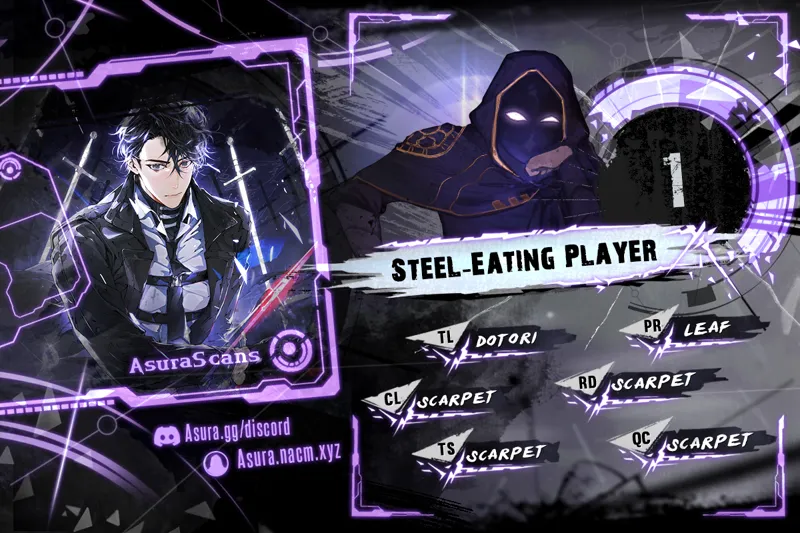 1
STEEL-EATING PLAYER
TL DOTORI
PR LEAF
CL SCARPET
RD SCARPET
TS SCARPET
QC SCARPET
AsuraScans
Asura.gg/discord
Asura.nacm.xyz